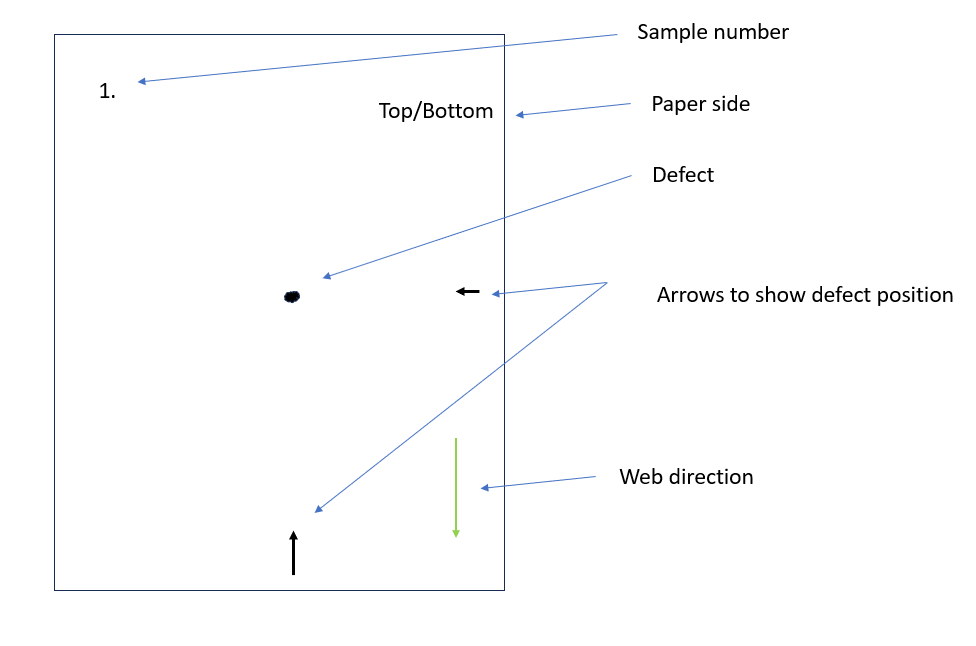 Sample number
1.
Top/Bottom
Paper side
Defect
Arrows to show defect position
Web direction